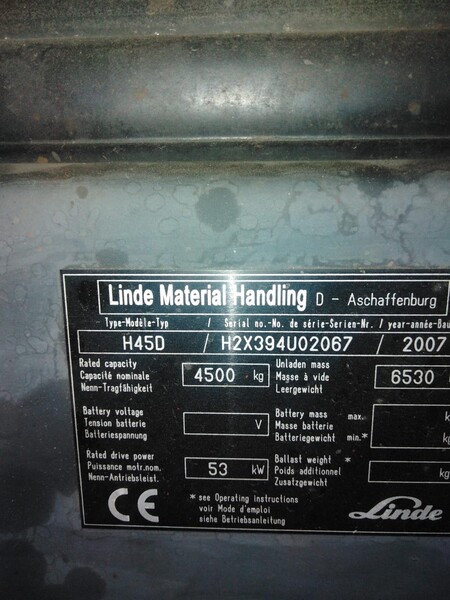 Linde Material Handling D - Aschaffenburg
Type-Modèle-Typ / Serial no.-No. de série-Serien-Nr. / year-année-Bau
H45D / H2X394U02067 / 2007
Rated capacity
Capacité nominale
Nenn-Tragfähigkeit
4500 kg
Unladen mass
Masse à vide
Leergewicht
6530
Battery voltage
Tension batterie
Batteriespannung
V
Battery mass max.
Masse batterie
Batteriegewicht min.*
Rated drive power
Puissance motr.nom.
Nenn-Antriebsleist.
53 kW
Ballast weight *
Poids additionnel
Zusatzgewicht
kg
CE
* see Operating instructions
voir Mode d'emploi
siehe Betriebsanleitung
Linde